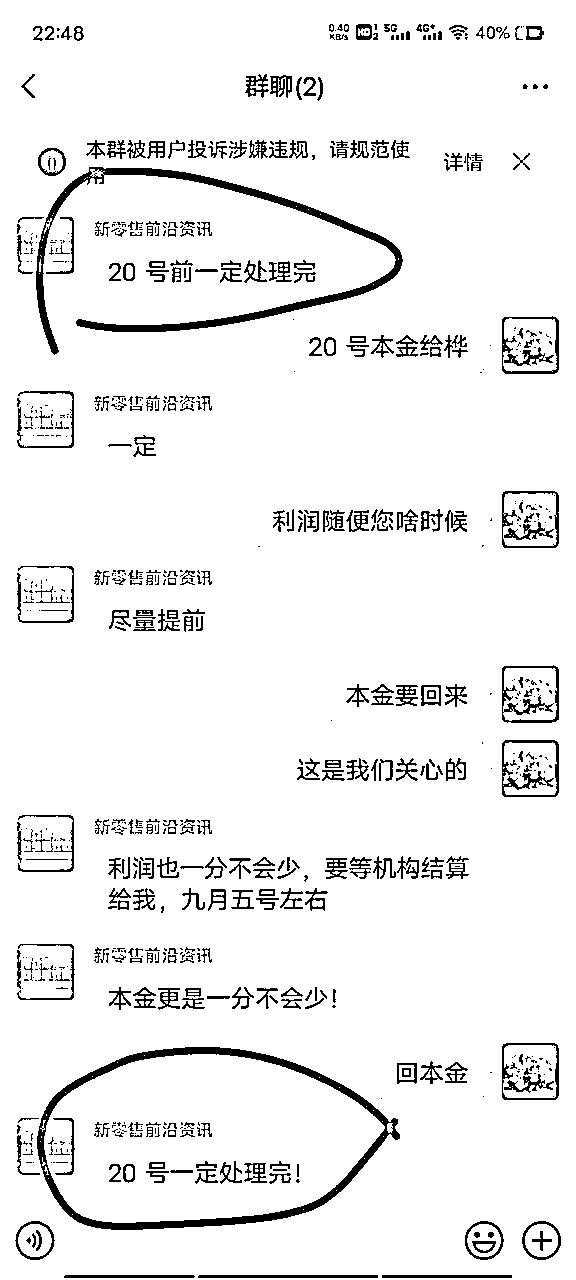 22:48
0.40 KB/s HD 1 2 5G 4G+ 40%
群聊(2)
本群被用户投诉涉嫌违规，请规范使
用
详情
新零售前沿资讯
20 号前一定处理完
20 号本金给桦
新零售前沿资讯
一定
利润随便您啥时候
新零售前沿资讯
尽量提前
本金要回来
这是我们关心的
新零售前沿资讯
利润也一分不会少，要等机构结算
给我，九月五号左右
新零售前沿资讯
本金更是一分不会少！
回本金
新零售前沿资讯
20 号一定处理完！